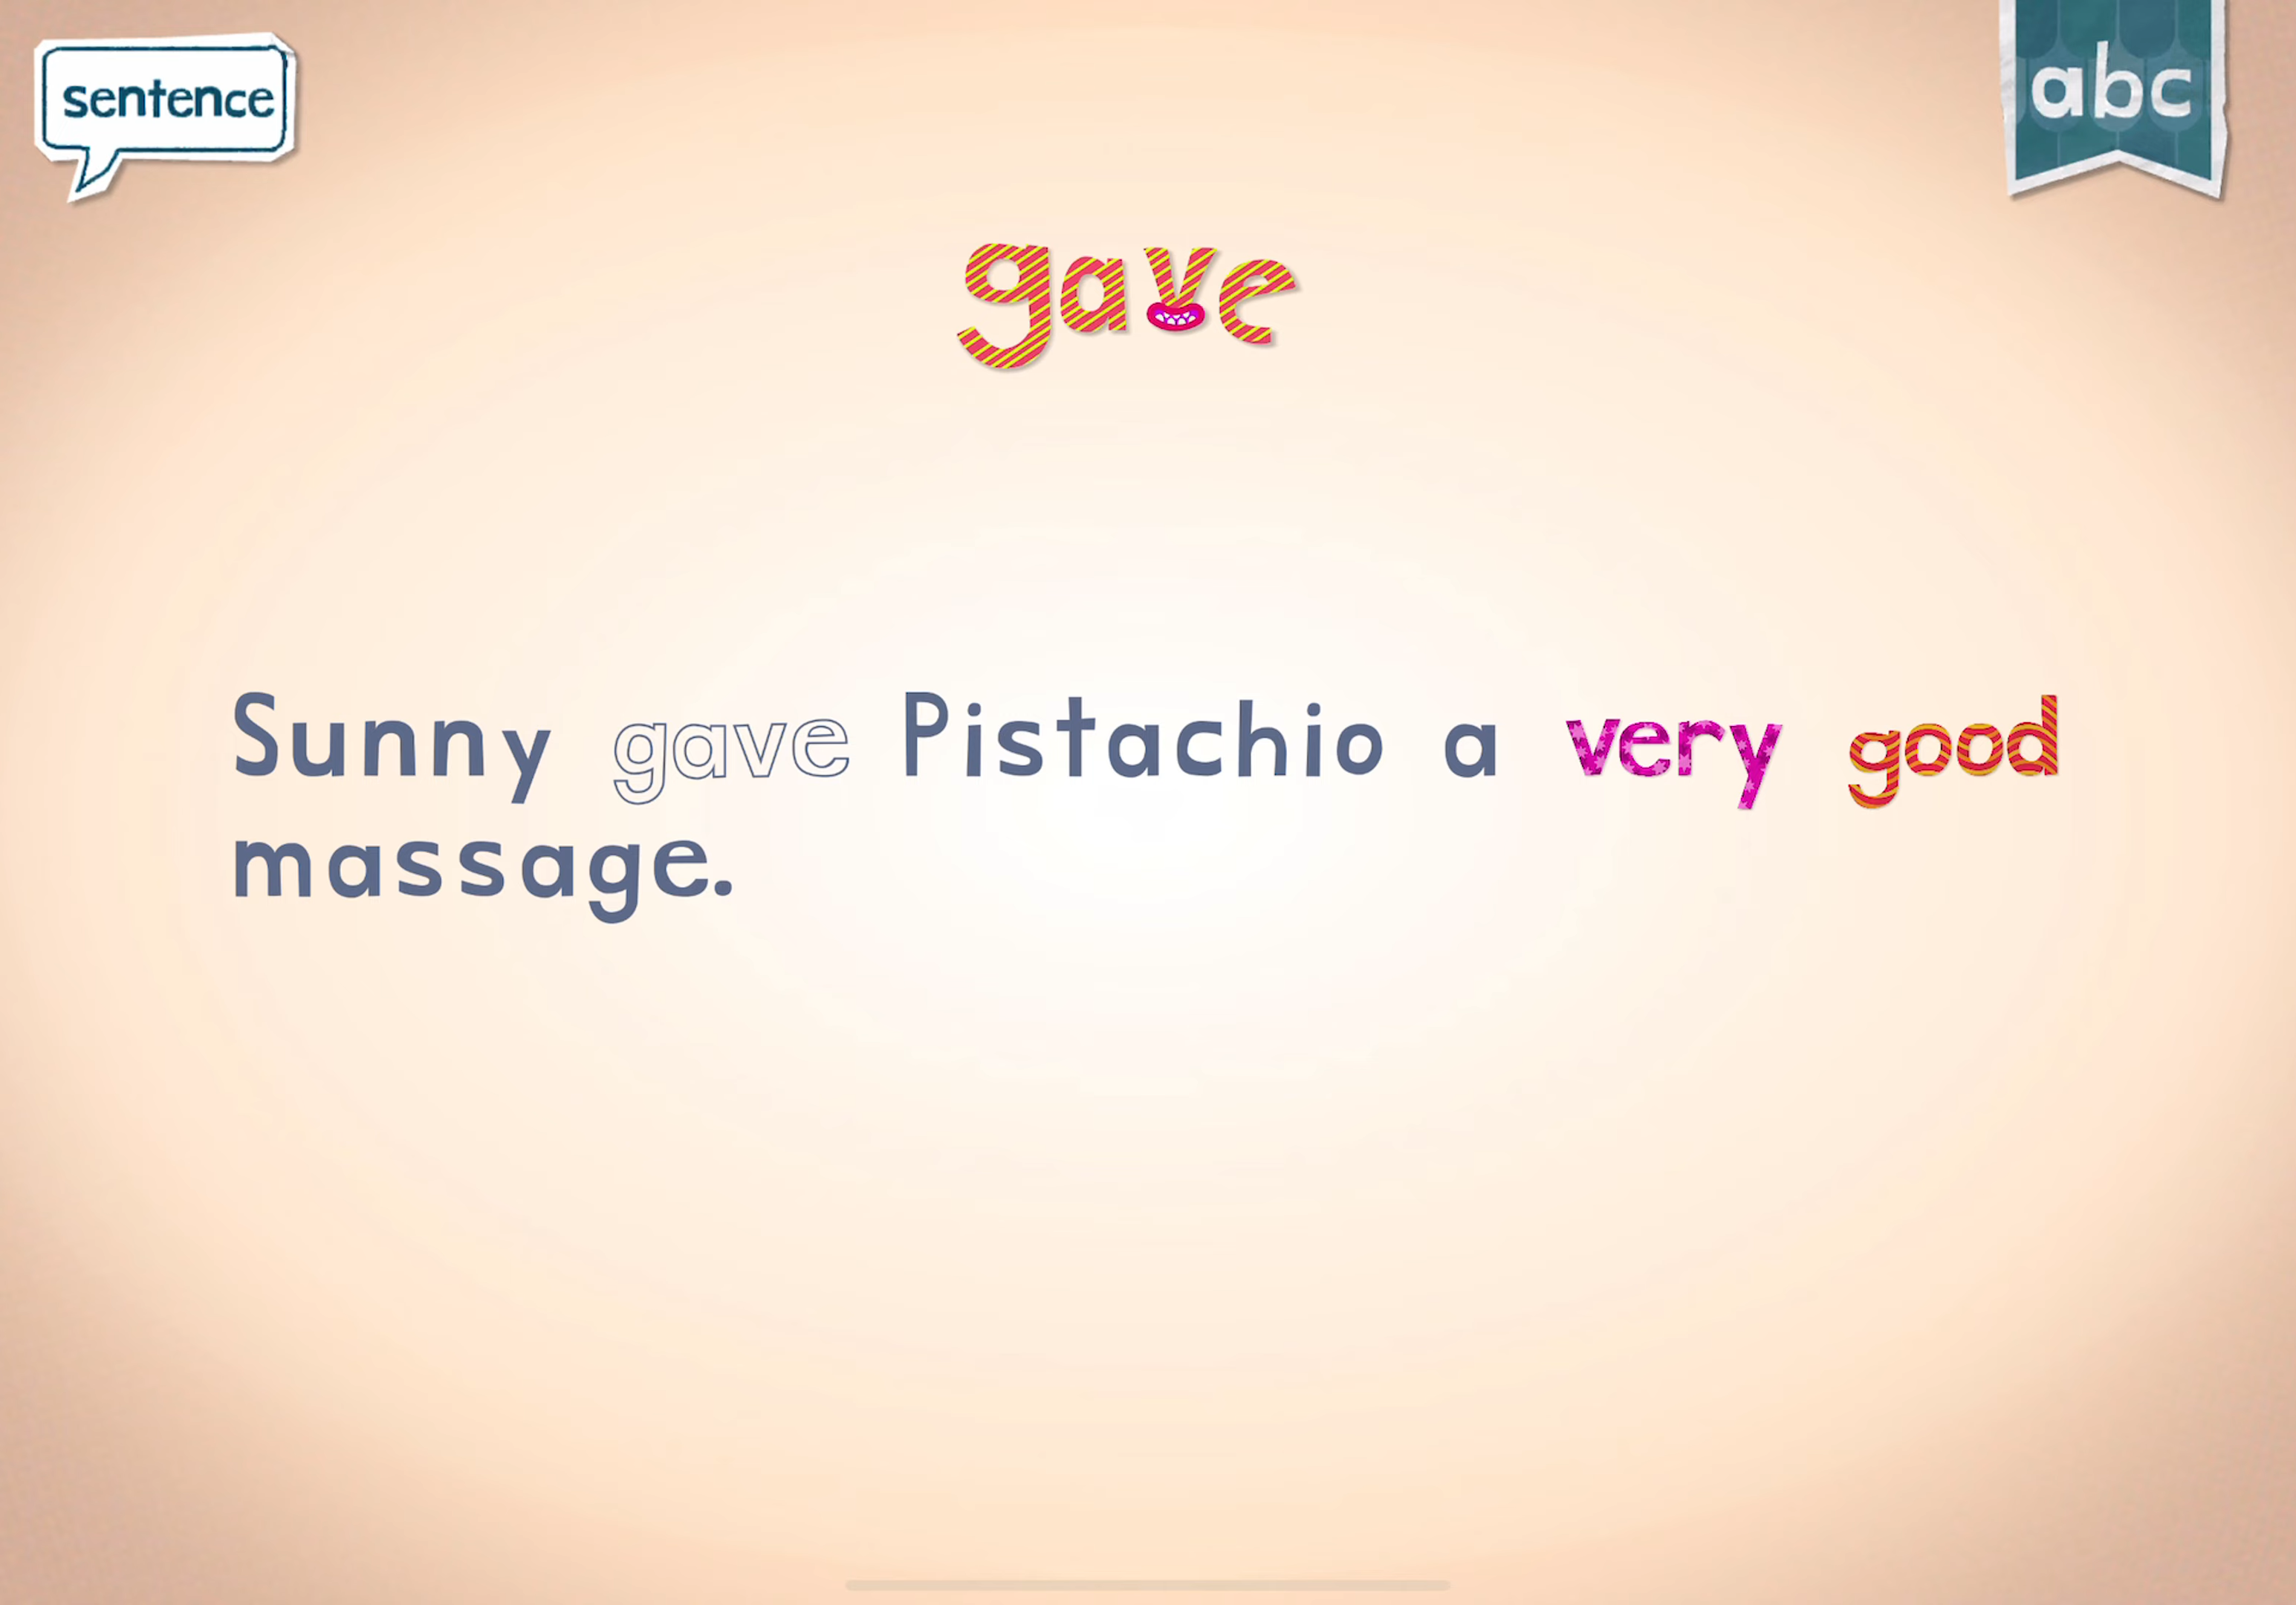 sentence
abc
gave
Sunny gave Pistachio a very good
massage.